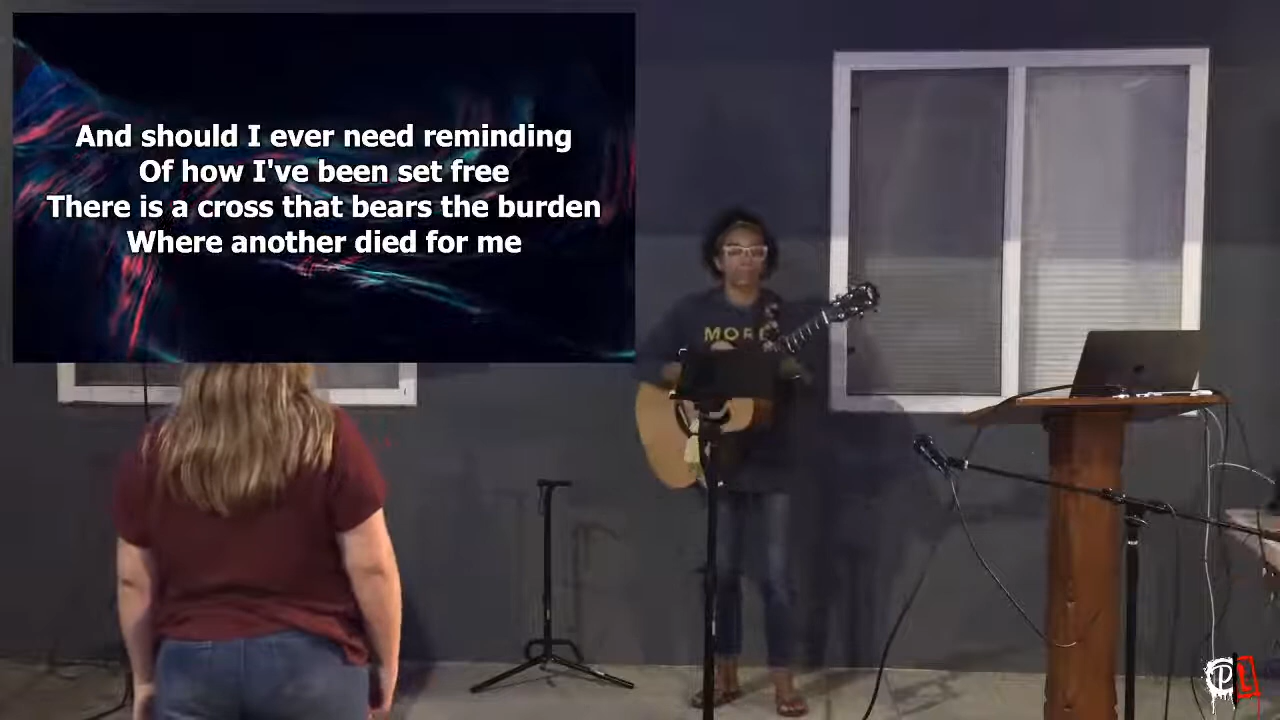 And should I ever need reminding
Of how I've been set free
There is a cross that bears the burden
Where another died for me
MORE